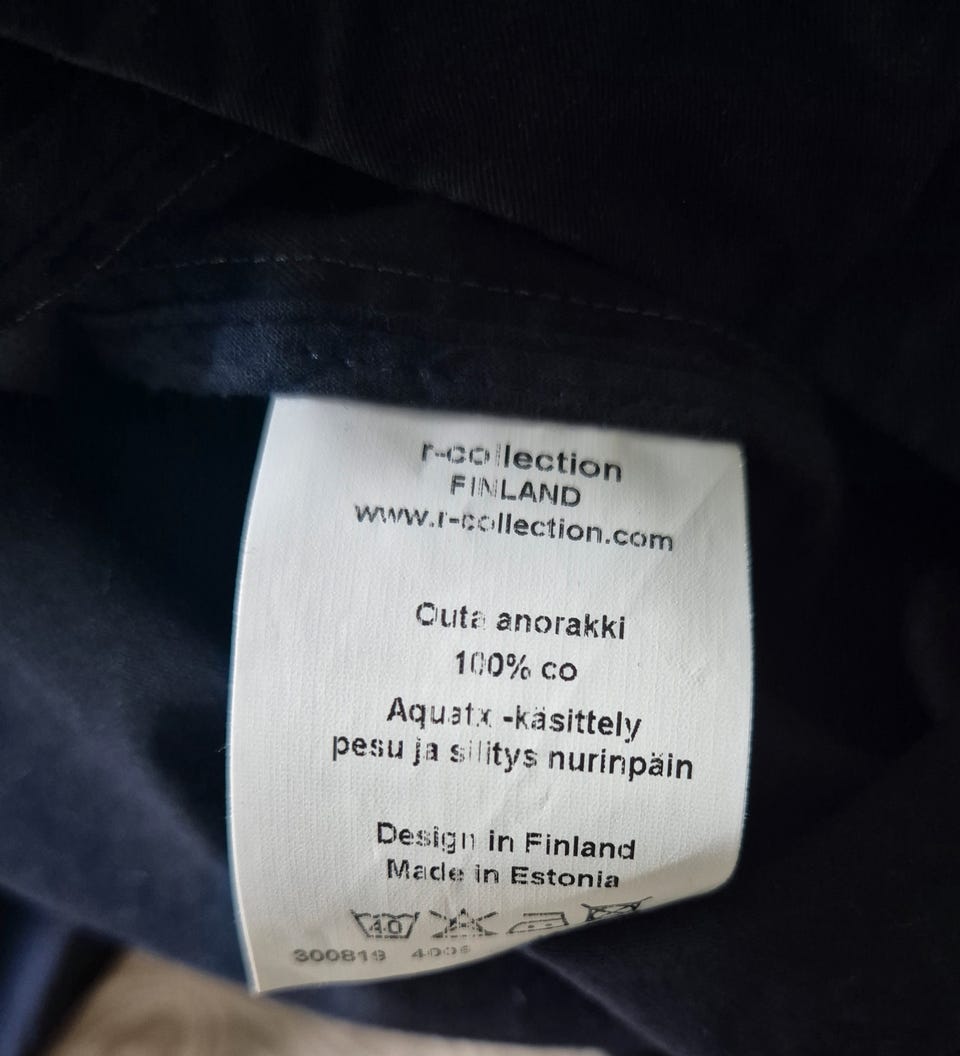 r-collection
FINLAND
www.r-collection.com
Outa anorakki
100% co
Aquatx -käsittely
pesu ja silitys nurinpäin
Design in Finland
Made in Estonia
40
300819